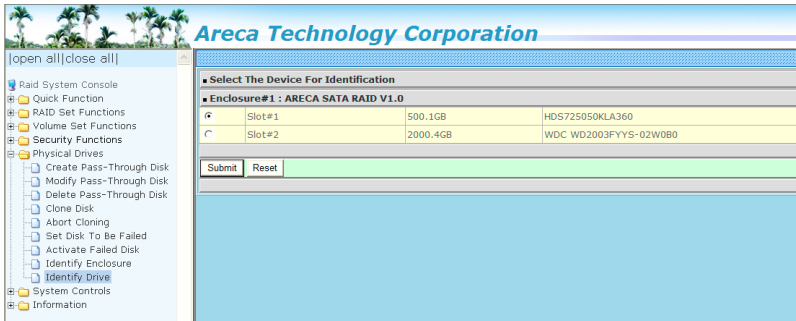 Areca Technology Corporation
|open all|close all|
Raid System Console
Quick Function
RAID Set Functions
Volume Set Functions
Security Functions
Physical Drives
Create Pass-Through Disk
Modify Pass-Through Disk
Delete Pass-Through Disk
Clone Disk
Abort Cloning
Set Disk To Be Failed
Activate Failed Disk
Identify Enclosure
Identify Drive
System Controls
Information
Select The Device For Identification
Enclosure#1 : ARECA SATA RAID V1.0
Slot#1 500.1GB HDS725050KLA360
Slot#2 2000.4GB WDC WD2003FYYS-02W0B0
Submit Reset